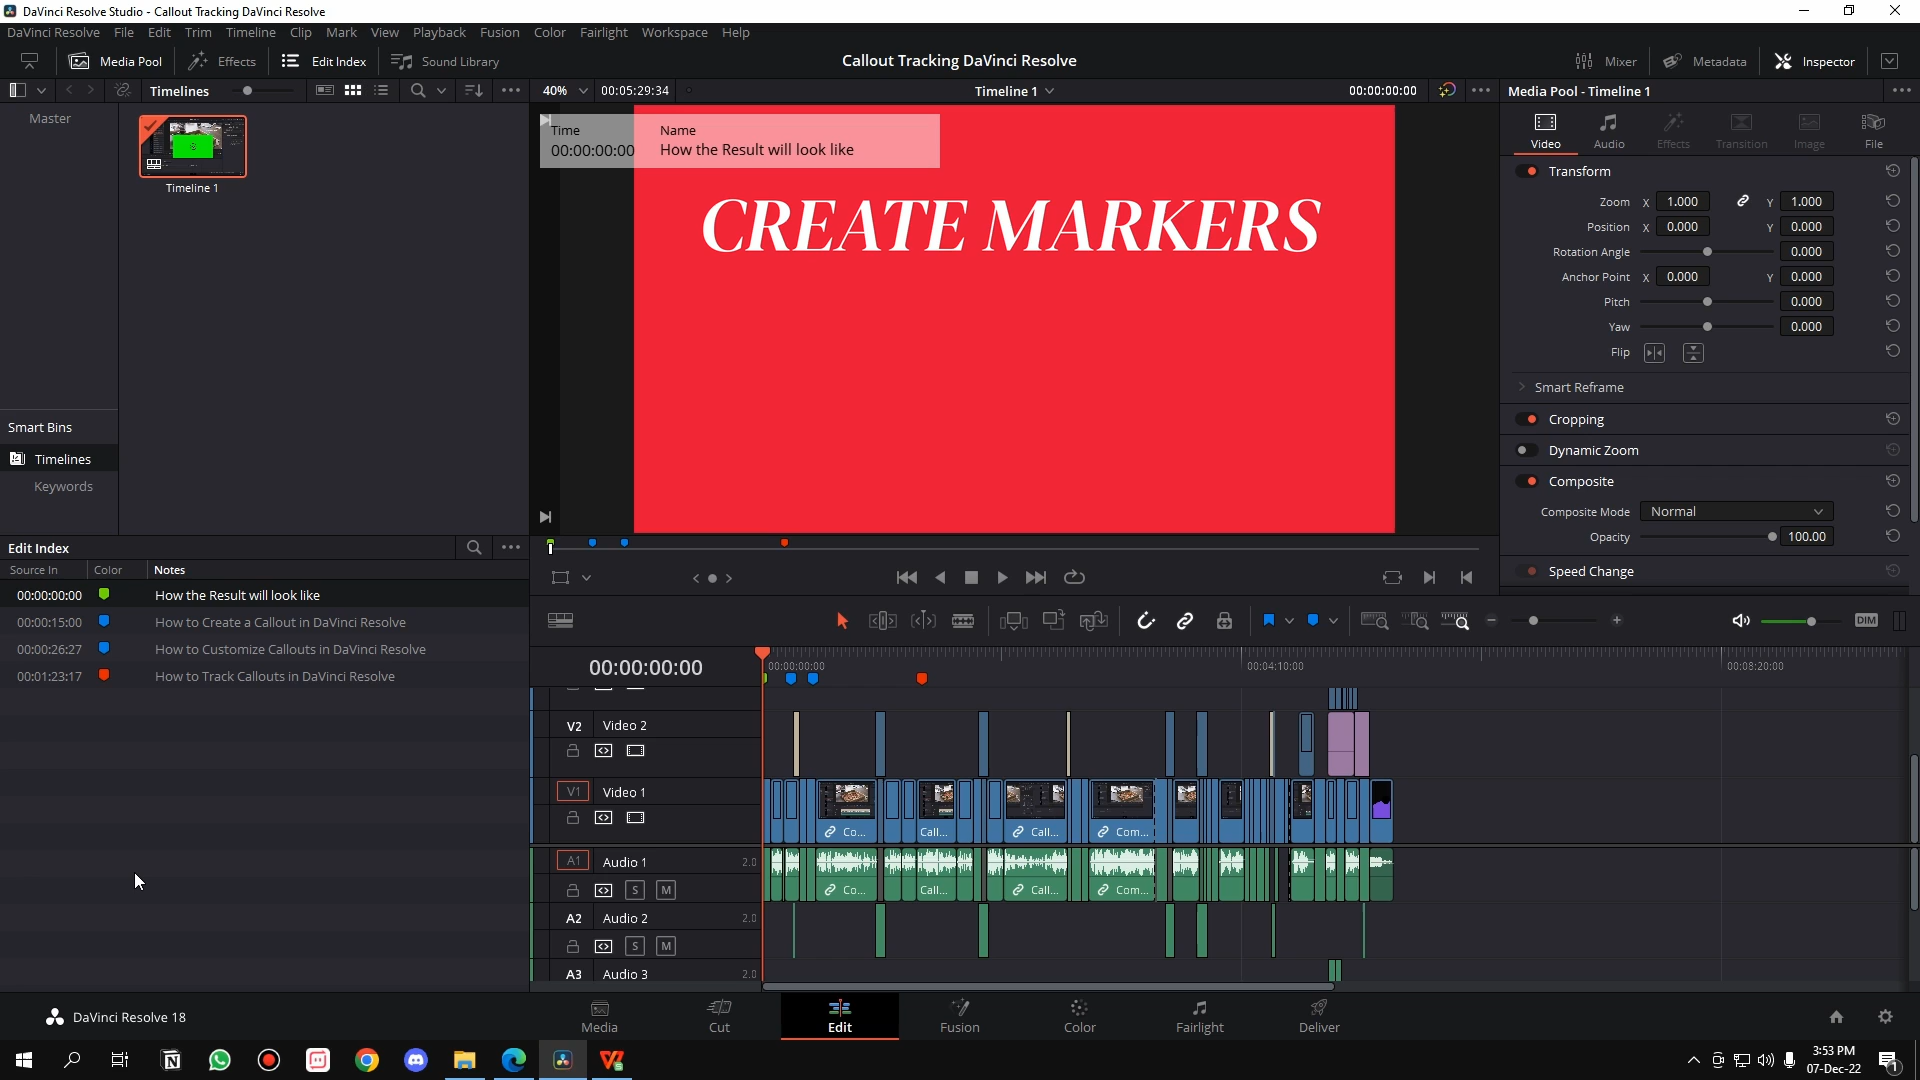 DaVinci Resolve Studio - Callout Tracking DaVinci Resolve
DaVinci Resolve File Edit Trim Timeline Clip Mark View Playback Fusion Color Fairlight Workspace Help
Media Pool Effects Edit Index Sound Library Callout Tracking DaVinci Resolve Mixer Metadata Inspector
Timelines 40% 00:05:29:34 Timeline 1 00:00:00:00 Media Pool - Timeline 1
Master
Timeline 1
Smart Bins
Timelines
Keywords
Time Name
00:00:00:00 How the Result will look like
CREATE MARKERS
Video Audio Effects Transition Image File
Transform
Zoom X 1.000 Y 1.000
Position X 0.000 Y 0.000
Rotation Angle 0.000
Anchor Point X 0.000 Y 0.000
Pitch 0.000
Yaw 0.000
Flip
Smart Reframe
Cropping
Dynamic Zoom
Composite
Composite Mode Normal
Opacity 100.00
Speed Change
Edit Index
Source In Color Notes
00:00:00:00 How the Result will look like
00:00:15:00 How to Create a Callout in DaVinci Resolve
00:00:26:27 How to Customize Callouts in DaVinci Resolve
00:01:23:17 How to Track Callouts in DaVinci Resolve
DIM
00:00:00:00 00:00:00:00 00:04:10:00 00:08:20:00
V2 Video 2
V1 Video 1
Co... Call... Call... Com...
A1 Audio 1 2.0
S M Co... Call... Call... Com...
A2 Audio 2 2.0
S M
A3 Audio 3 2.0
DaVinci Resolve 18
Media Cut Edit Fusion Color Fairlight Deliver
3:53 PM
07-Dec-22
1